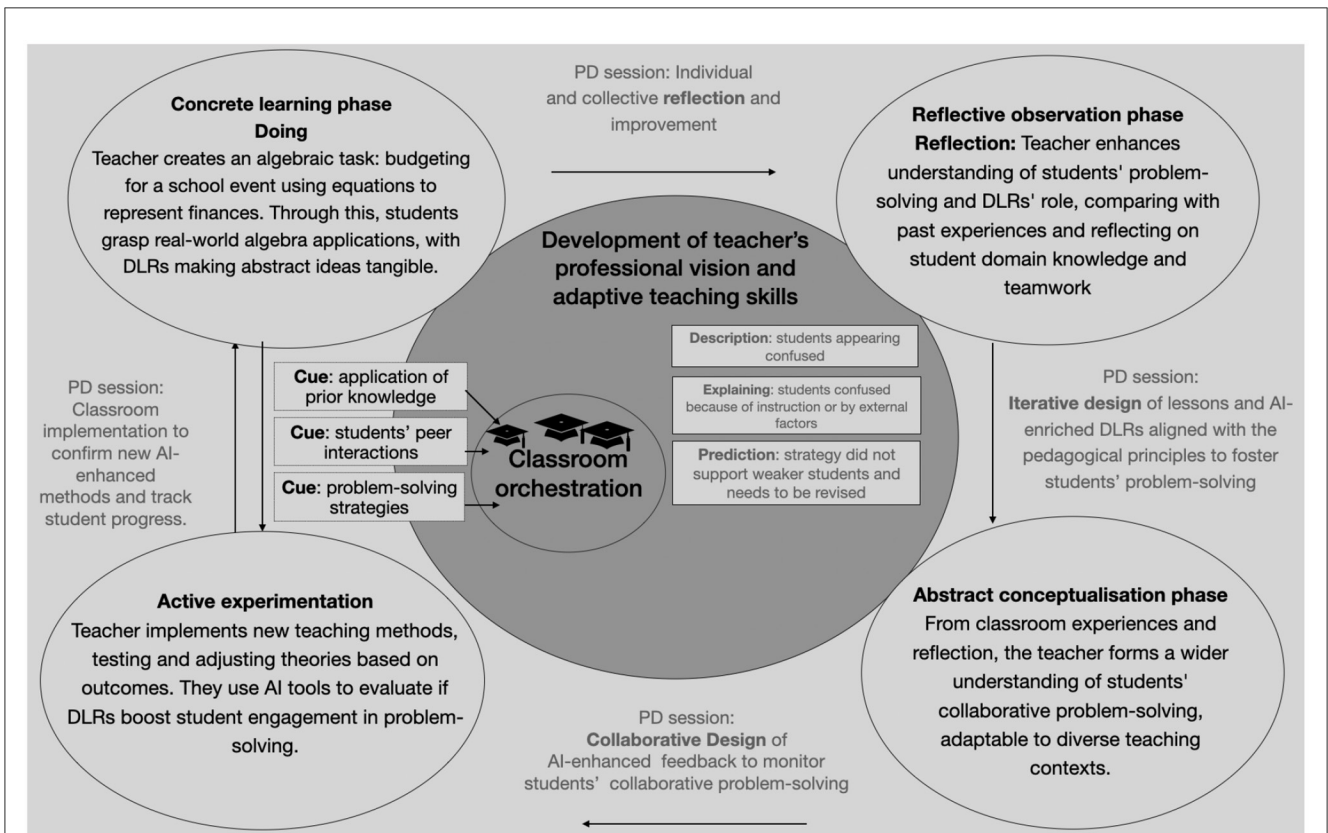 Concrete learning phase
Doing
Teacher creates an algebraic task: budgeting
for a school event using equations to
represent finances. Through this, students
grasp real-world algebra applications, with
DLRs making abstract ideas tangible.
PD session: Individual
and collective reflection and
improvement
Reflective observation phase
Reflection: Teacher enhances
understanding of students' problem-
solving and DLRs' role, comparing with
past experiences and reflecting on
student domain knowledge and
teamwork
Development of teacher’s
professional vision and
adaptive teaching skills
Description: students appearing
confused
Explaining: students confused
because of instruction or by external
factors
Prediction: strategy did not
support weaker students and
needs to be revised
Cue: application of
prior knowledge
Cue: students’ peer
interactions
Cue: problem-solving
strategies
Classroom
orchestration
PD session:
Classroom
implementation to
confirm new AI-
enhanced
methods and track
student progress.
PD session:
Iterative design of lessons and AI-
enriched DLRs aligned with the
pedagogical principles to foster
students’ problem-solving
Active experimentation
Teacher implements new teaching methods,
testing and adjusting theories based on
outcomes. They use AI tools to evaluate if
DLRs boost student engagement in problem-
solving.
PD session:
Collaborative Design of
AI-enhanced feedback to monitor
students’ collaborative problem-solving
Abstract conceptualisation phase
From classroom experiences and
reflection, the teacher forms a wider
understanding of students'
collaborative problem-solving,
adaptable to diverse teaching
contexts.